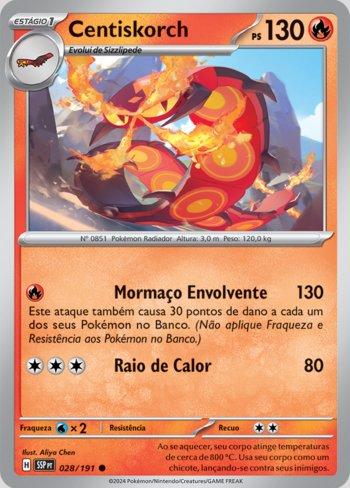 ESTÁGIO 1
Centiskorch
PS 130
Evolui de Sizzlipede
Nº 0851 Pokémon Radiador Altura: 3,0 m Peso: 120,0 kg
Mormaço Envolvente 130
Este ataque também causa 30 pontos de dano a cada um
dos seus Pokémon no Banco. (Não aplique Fraqueza e
Resistência aos Pokémon no Banco.)
Raio de Calor 80
Fraqueza x 2 Resistência Recuo
Ilust. Aliya Chen
H SSP PT 028/191
Ao se aquecer, seu corpo atinge temperaturas
de cerca de 800 °C. Usa seu corpo como um
chicote, lançando-se contra seus inimigos.
©2024 Pokémon/Nintendo/Creatures/GAME FREAK